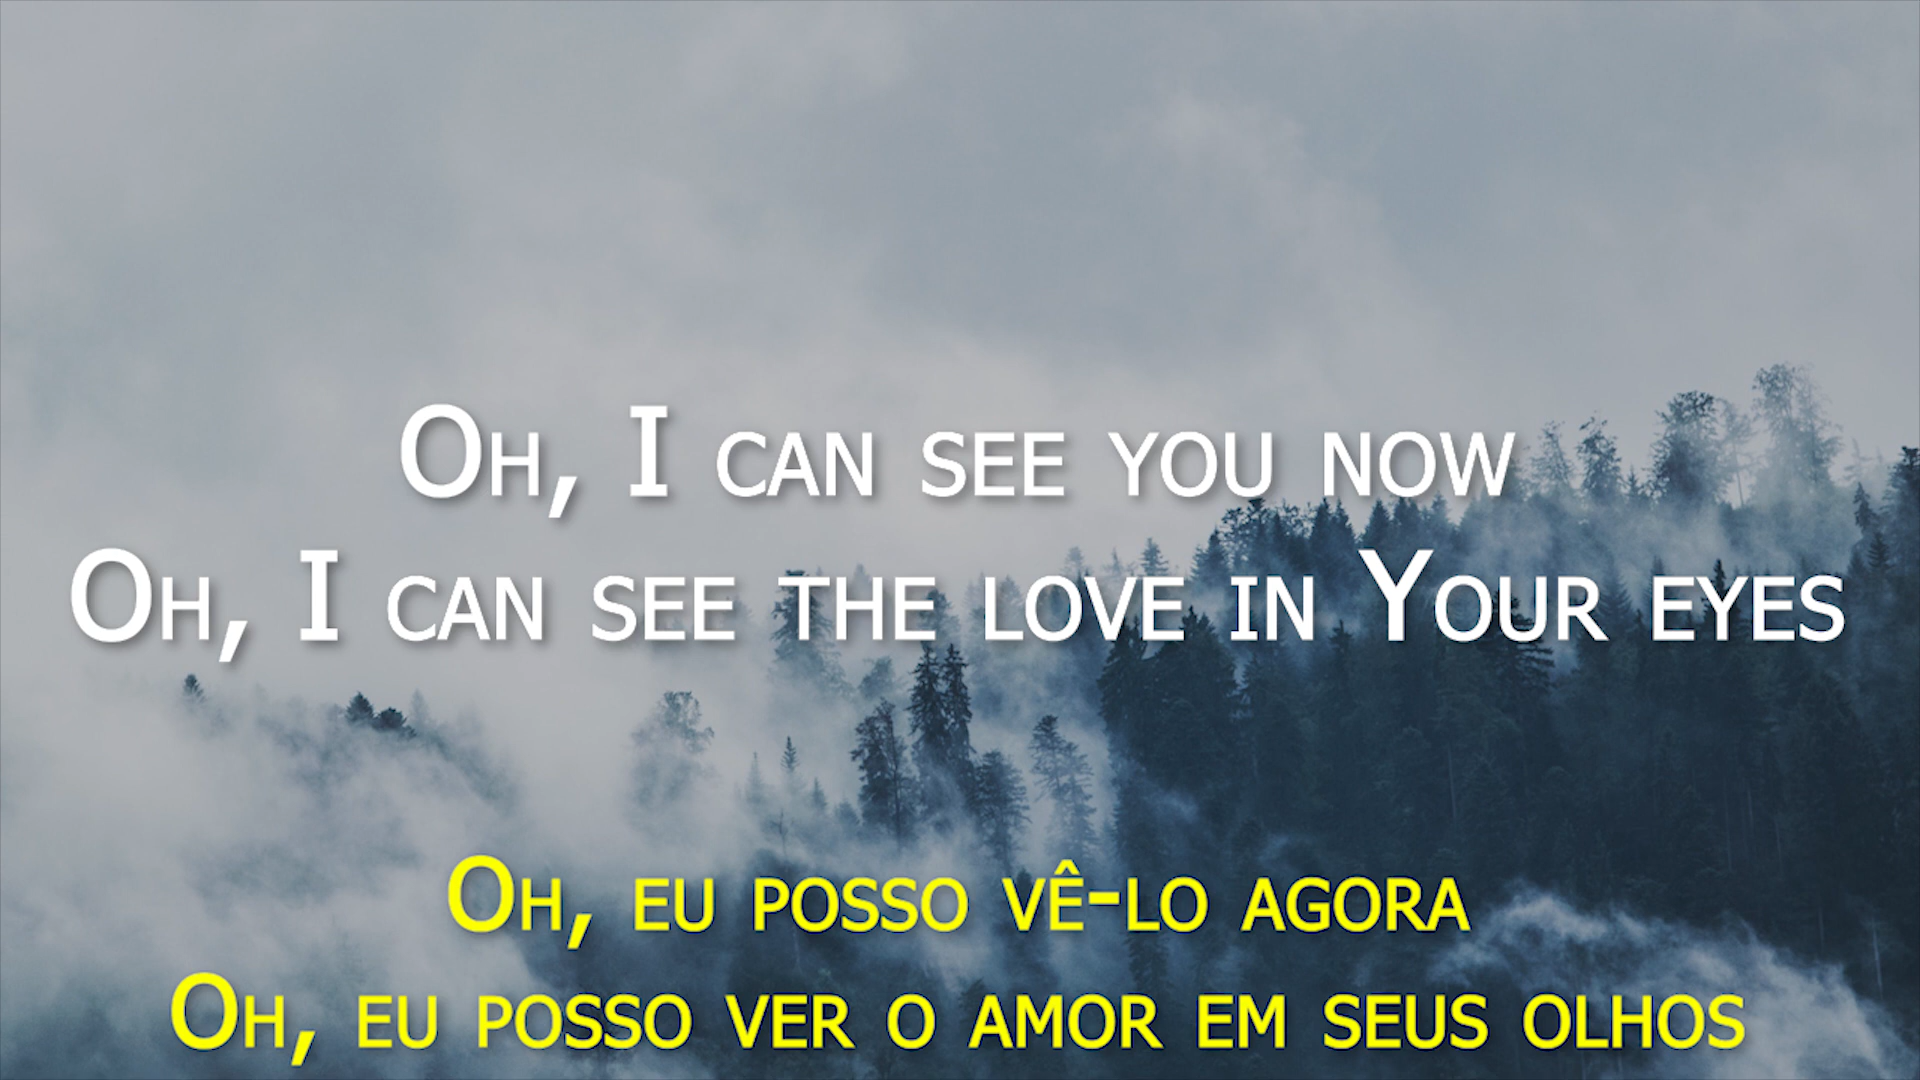 Oh, I can see you now
Oh, I can see the love in Your eyes
Oh, eu posso vê-lo agora
Oh, eu posso ver o amor em seus olhos